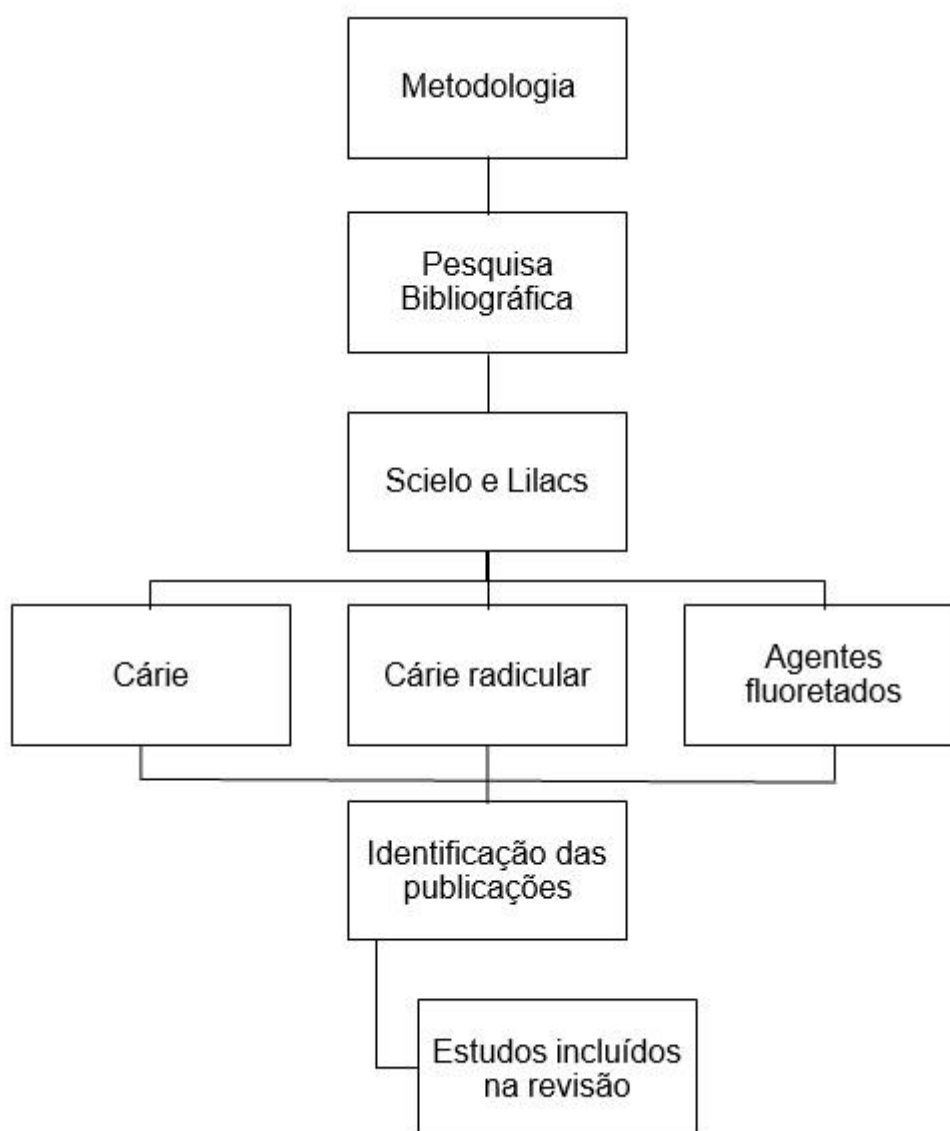 Metodologia
Pesquisa
Bibliográfica
Scielo e Lilacs
Cárie
Cárie radicular
Agentes
fluoretados
Identificação das
publicações
Estudos incluídos
na revisão